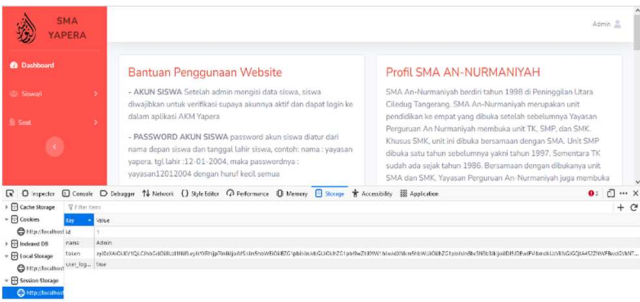 SMA
YAPERA
Admin
Dashboard
Siswa/i
Soal
Bantuan Penggunaan Website
- AKUN SISWA Setelah admin mengisi data siswa, siswa
diwajibkan untuk verifikasi supaya akunnya aktif dan dapat login ke
dalam aplikasi AKM Yapera
- PASSWORD AKUN SISWA password akun siswa diatur dari
nama depan siswa dan tanggal lahir siswa, contoh: nama : yayasan
yapera, tgl lahir :12-01-2004, maka passwordnya :
yayasan12012004 dengan huruf kecil semua
Profil SMA AN-NURMANIYAH
SMA An-Nurmaniyah berdiri tahun 1998 di Peninggilan Utara
Ciledug Tangerang. SMA An-Nurmaniyah merupakan unit
pendidikan ke empat yang dibuka setelah sebelumnya Yayasan
Perguruan An Nurmaniyah membuka unit TK, SMP, dan SMK.
Khusus SMK, unit ini dibuka bersamaan dengan SMA. Unit SMP
dibuka satu tahun sebelumnya yakni tahun 1997. Sementara TK
sudah ada sejak tahun 1986. Bersamaan dengan dibukanya unit
SMA dan SMK, Yayasan Perguruan An-Nurmaniyah juga membuka
Inspector Console Debugger Network Style Editor Performance Memory Storage Accessibility Application
Cache Storage
Cookies
http://localhost
Indexed DB
Local Storage
http://localhost
Session Storage
http://localhost
Filter items
Key Value
id 1
nama Admin
token
user_log... true